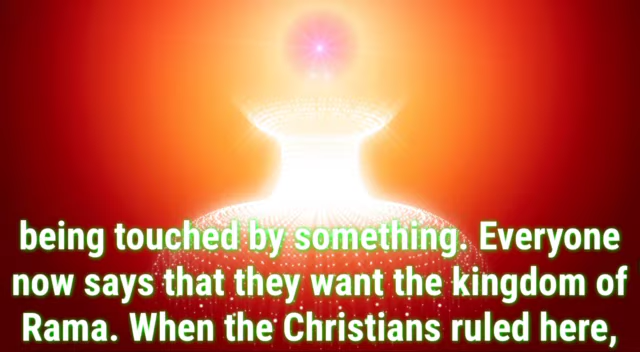 being touched by something. Everyone
now says that they want the kingdom of
Rama. When the Christians ruled here,